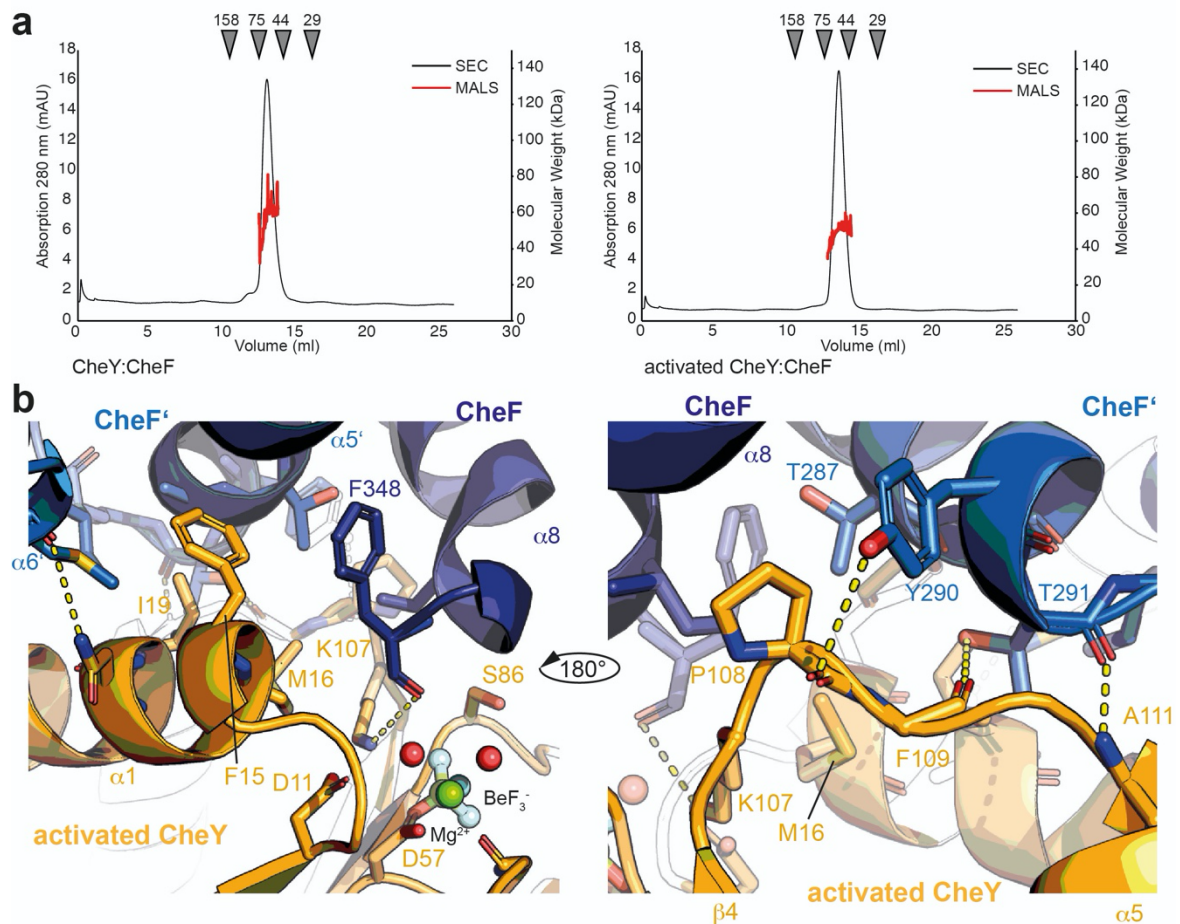 a
158 75 44 29
18
16
14
12
10
8
6
4
2
0
Absorption 280 nm (mAU)
SEC
MALS
140
120
100
80
60
40
20
0
Molecular Weight (kDa)
0 5 10 15 20 25 30
Volume (ml)
CheY:CheF
158 75 44 29
18
16
14
12
10
8
6
4
2
0
Absorption 280 nm (mAU)
SEC
MALS
140
120
100
80
60
40
20
0
Molecular Weight (kDa)
0 5 10 15 20 25 30
Volume (ml)
activated CheY:CheF
b
CheF‘
CheF
α5‘
F348
α8
α6‘
I19
K107
M16
S86
α1
F15
D11
BeF₃⁻
Mg²⁺
D57
activated CheY
180°
CheF
CheF‘
α8
T287
Y290
T291
P108
A111
F109
K107
M16
activated CheY
β4
α5